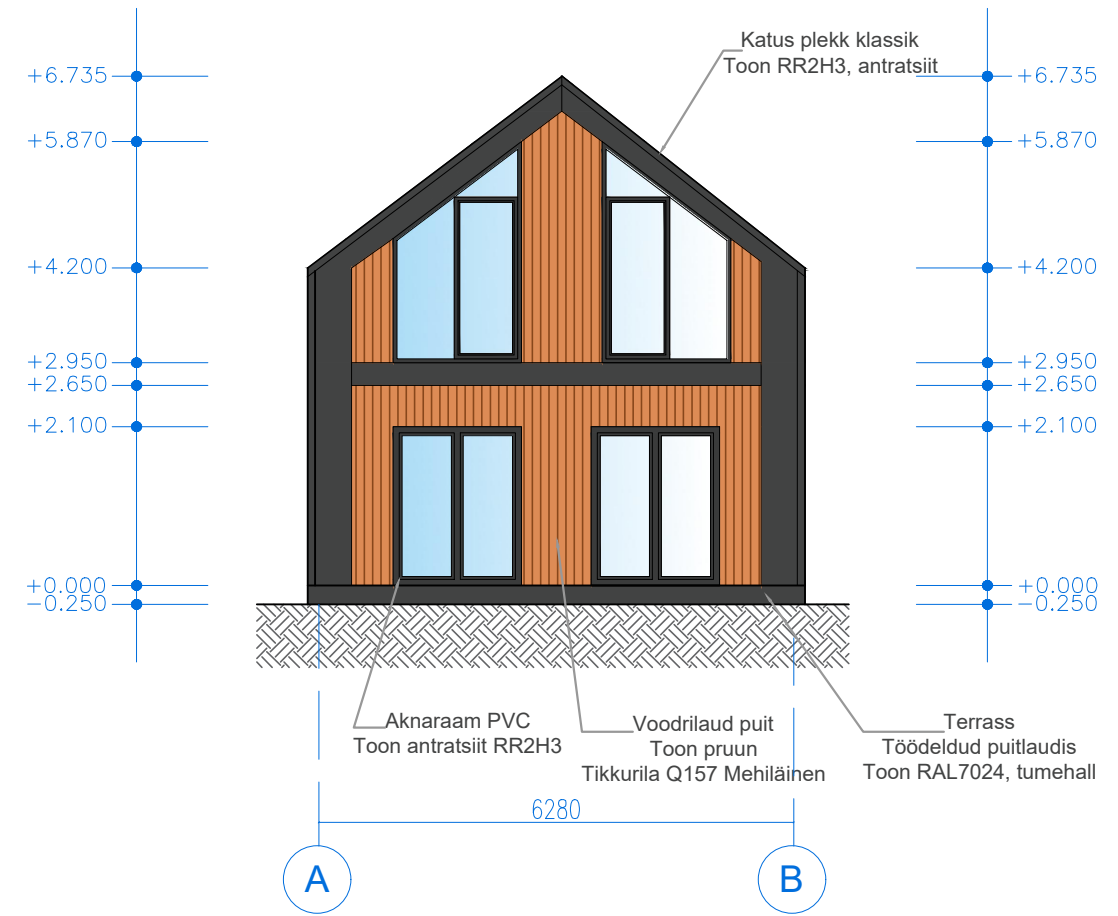 Katus plekk klassik
Toon RR2H3, antratsiit
+6.735
+6.735
+5.870
+5.870
+4.200
+4.200
+2.950
+2.950
+2.650
+2.650
+2.100
+2.100
+0.000
+0.000
-0.250
-0.250
Aknaraam PVC
Toon antratsiit RR2H3
Voodrilaud puit
Toon pruun
Tikkurila Q157 Mehiläinen
Terrass
Töödeldud puitlaudis
Toon RAL7024, tumehall
6280
A
B